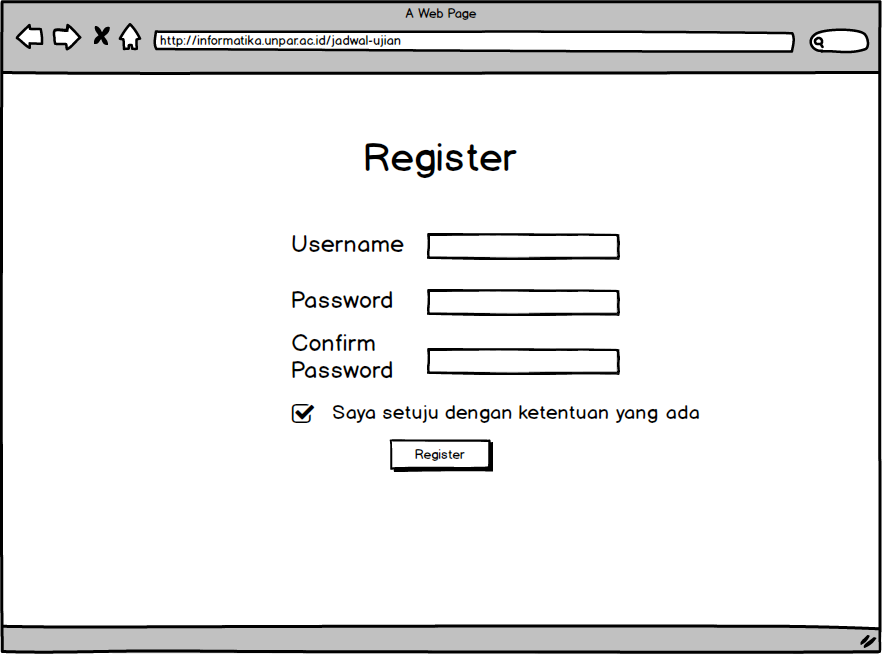 A Web Page
http://informatika.unpar.ac.id/jadwal-ujian
Register
Username
Password
Confirm
Password
Saya setuju dengan ketentuan yang ada
Register